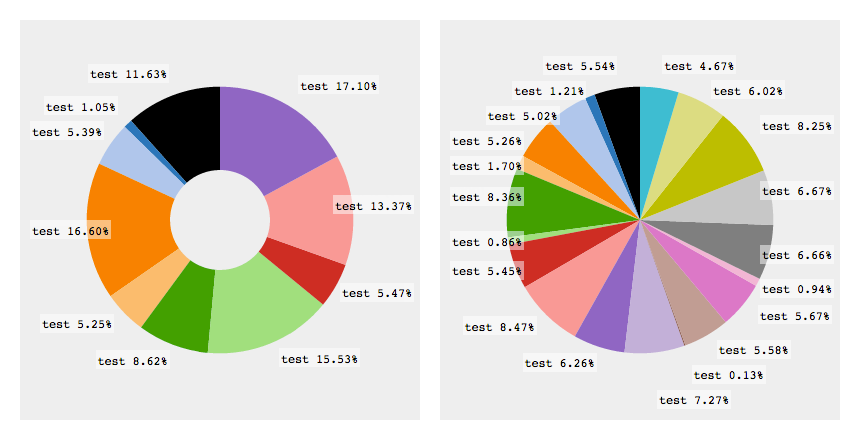 test 11.63%
test 17.10%
test 1.05%
test 5.39%
test 13.37%
test 16.60%
test 5.47%
test 5.25%
test 8.62%
test 15.53%
test 5.54%
test 4.67%
test 1.21%
test 6.02%
test 5.02%
test 8.25%
test 5.26%
test 1.70%
test 6.67%
test 8.36%
test 0.86%
test 6.66%
test 5.45%
test 0.94%
test 5.67%
test 8.47%
test 5.58%
test 6.26%
test 0.13%
test 7.27%